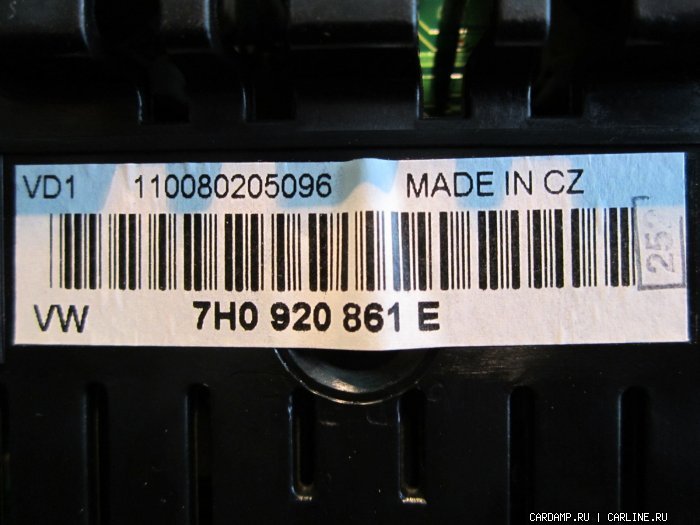 VD1 110080205096 MADE IN CZ
VW 7H0 920 861 E
CARDAMP.RU | CARLINE.RU